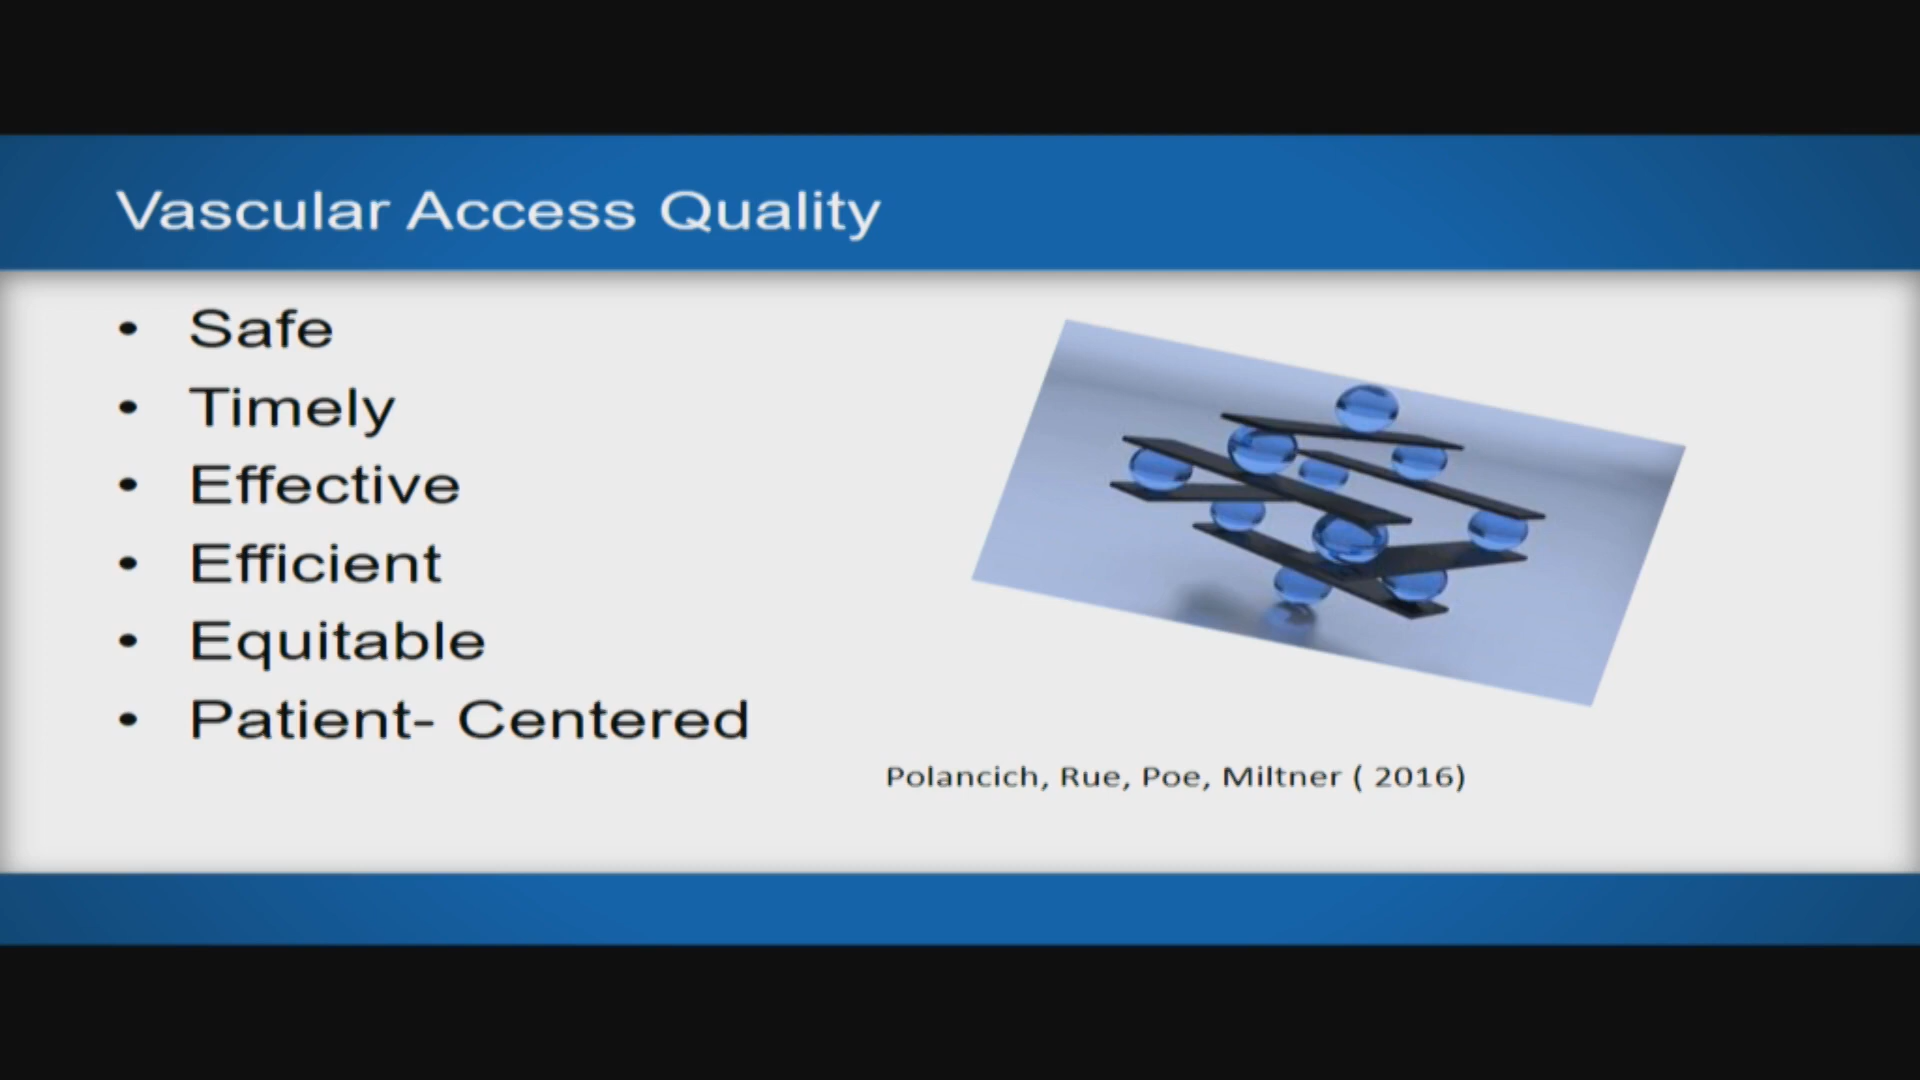 Vascular Access Quality
• Safe
• Timely
• Effective
• Efficient
• Equitable
• Patient- Centered
Polancich, Rue, Poe, Miltner ( 2016)